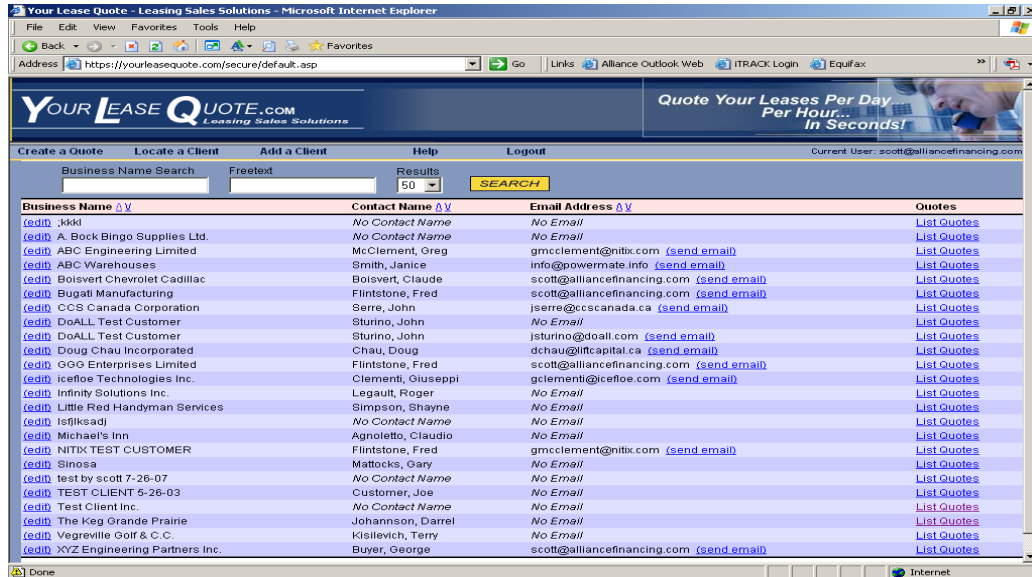 Your Lease Quote - Leasing Sales Solutions - Microsoft Internet Explorer
File Edit View Favorites Tools Help
Back Favorites
Address https://yourleasequote.com/secure/default.asp Go Links Alliance Outlook Web iTRACK Login Equifax »
YOUR LEASE QUOTE.COM
Leasing Sales Solutions
Quote Your Leases Per Day...
Per Hour...
In Seconds!
Create a Quote Locate a Client Add a Client Help Logout Current User: scott@alliancefinancing.com
Business Name Search Freetext Results
50 SEARCH
Business Name Λ V Contact Name Λ V Email Address Λ V Quotes
(edit) ;kkkl No Contact Name No Email List Quotes
(edit) A. Bock Bingo Supplies Ltd. No Contact Name No Email List Quotes
(edit) ABC Engineering Limited McClement, Greg gmcclement@nitix.com (send email) List Quotes
(edit) ABC Warehouses Smith, Janice info@powermate.info (send email) List Quotes
(edit) Boisvert Chevrolet Cadillac Boisvert, Claude scott@alliancefinancing.com (send email) List Quotes
(edit) Bugati Manufacturing Flintstone, Fred scott@alliancefinancing.com (send email) List Quotes
(edit) CCS Canada Corporation Serre, John jserre@ccscanada.ca (send email) List Quotes
(edit) DoALL Test Customer Sturino, John No Email List Quotes
(edit) DoALL Test Customer Sturino, John jsturino@doall.com (send email) List Quotes
(edit) Doug Chau Incorporated Chau, Doug dchau@liftcapital.ca (send email) List Quotes
(edit) GGG Enterprises Limited Flintstone, Fred scott@alliancefinancing.com (send email) List Quotes
(edit) icefloe Technologies Inc. Clementi, Giuseppi gclementi@icefloe.com (send email) List Quotes
(edit) Infinity Solutions Inc. Legault, Roger No Email List Quotes
(edit) Little Red Handyman Services Simpson, Shayne No Email List Quotes
(edit) lsfjlksadj No Contact Name No Email List Quotes
(edit) Michael's Inn Agnoletto, Claudio No Email List Quotes
(edit) NITIX TEST CUSTOMER Flintstone, Fred gmcclement@nitix.com (send email) List Quotes
(edit) Sinosa Mattocks, Gary No Email List Quotes
(edit) test by scott 7-26-07 No Contact Name No Email List Quotes
(edit) TEST CLIENT 5-26-03 Customer, Joe No Email List Quotes
(edit) Test Client Inc. No Contact Name No Email List Quotes
(edit) The Keg Grande Prairie Johannson, Darrel No Email List Quotes
(edit) Vegreville Golf & C.C. Kisilevich, Terry No Email List Quotes
(edit) XYZ Engineering Partners Inc. Buyer, George scott@alliancefinancing.com (send email) List Quotes
Done Internet